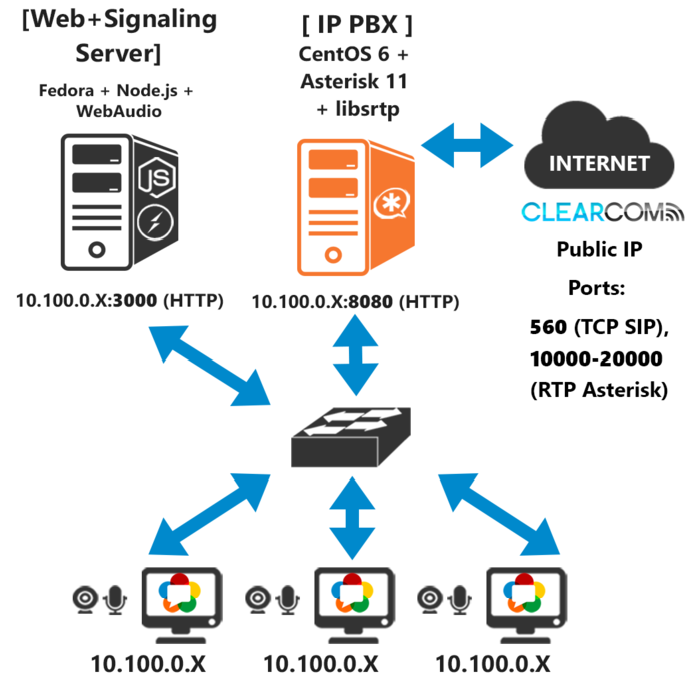 [Web+Signaling
Server]
Fedora + Node.js +
WebAudio
JS
10.100.0.X:3000 (HTTP)
[ IP PBX ]
CentOS 6 +
Asterisk 11
+ libsrtp
10.100.0.X:8080 (HTTP)
INTERNET
CLEARCOM
Public IP
Ports:
560 (TCP SIP),
10000-20000
(RTP Asterisk)
10.100.0.X
10.100.0.X
10.100.0.X